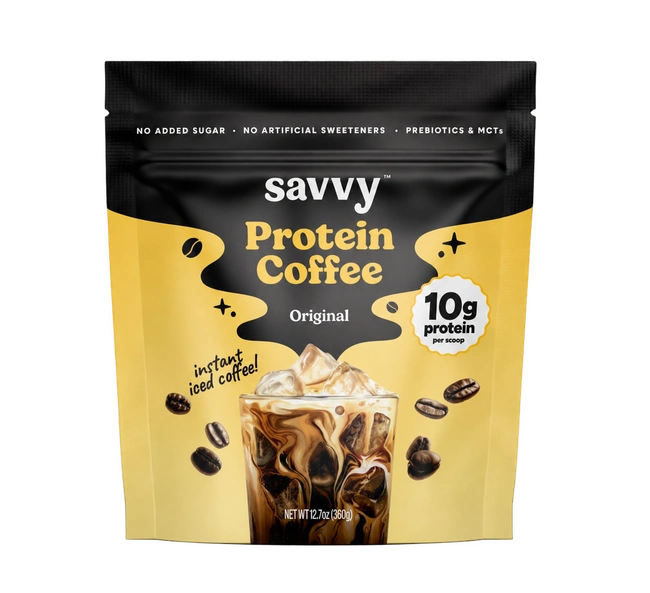 NO ADDED SUGAR • NO ARTIFICIAL SWEETENERS • PREBIOTICS & MCTs
savvy™
Protein
Coffee
Original
10g
protein
per scoop
instant
iced coffee!
NET WT 12.7oz (360g)